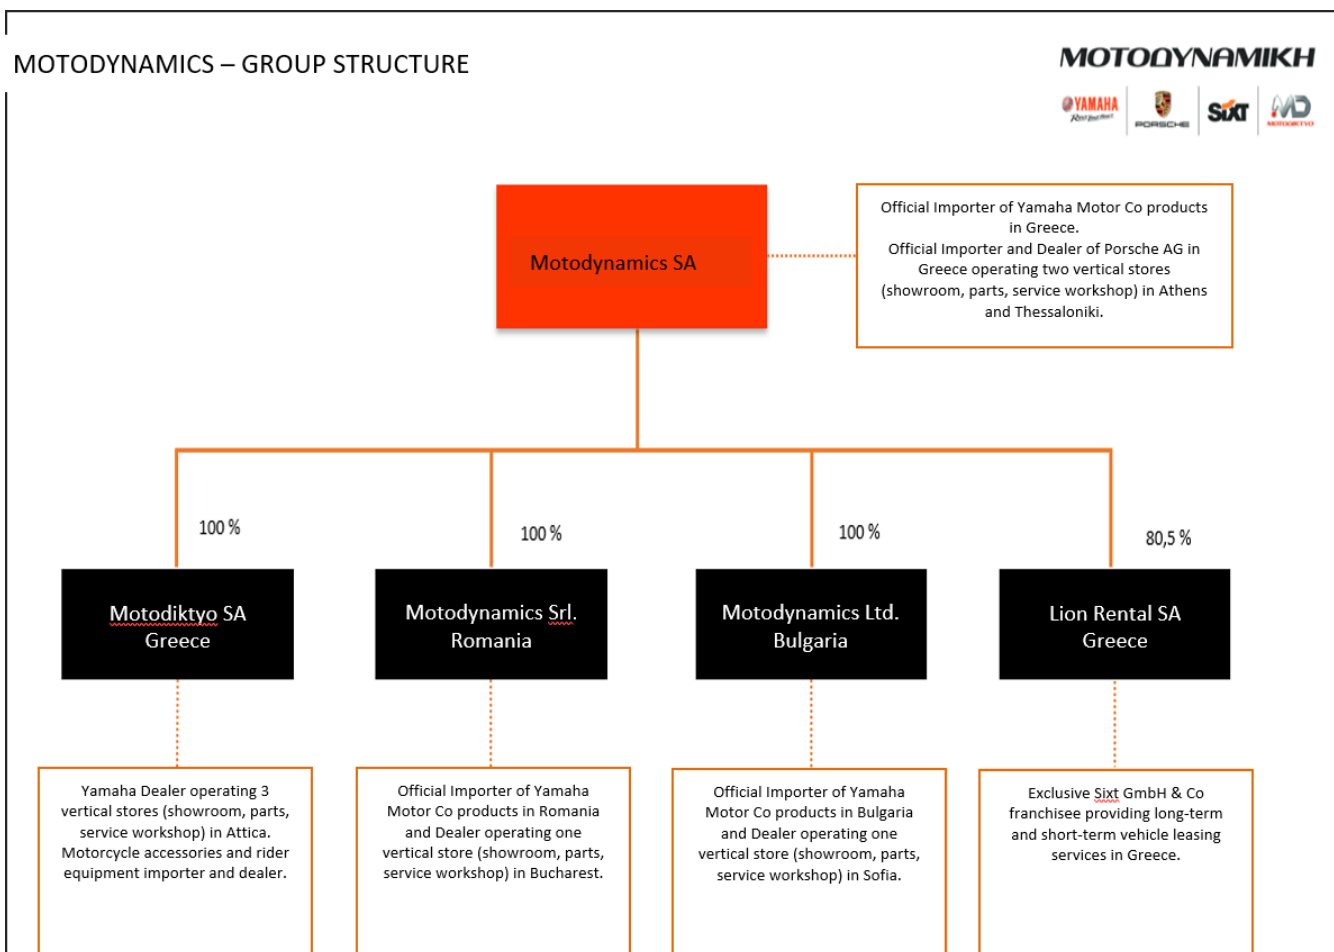 MOTODYNAMICS – GROUP STRUCTURE
ΜΟΤΟΔΥΝΑΜΙΚΗ
YAMAHA
PORSCHE
SIXT
MD
MOTODIKTYO
Motodynamics SA
Official Importer of Yamaha Motor Co products
in Greece.
Official Importer and Dealer of Porsche AG in
Greece operating two vertical stores
(showroom, parts, service workshop) in Athens
and Thessaloniki.
100 %
100 %
100 %
80,5 %
Motodiktyo SA
Greece
Motodynamics Srl.
Romania
Motodynamics Ltd.
Bulgaria
Lion Rental SA
Greece
Yamaha Dealer operating 3
vertical stores (showroom, parts,
service workshop) in Attica.
Motorcycle accessories and rider
equipment importer and dealer.
Official Importer of Yamaha
Motor Co products in Romania
and Dealer operating one
vertical store (showroom, parts,
service workshop) in Bucharest.
Official Importer of Yamaha
Motor Co products in Bulgaria
and Dealer operating one
vertical store (showroom, parts,
service workshop) in Sofia.
Exclusive Sixt GmbH & Co
franchisee providing long-term
and short-term vehicle leasing
services in Greece.